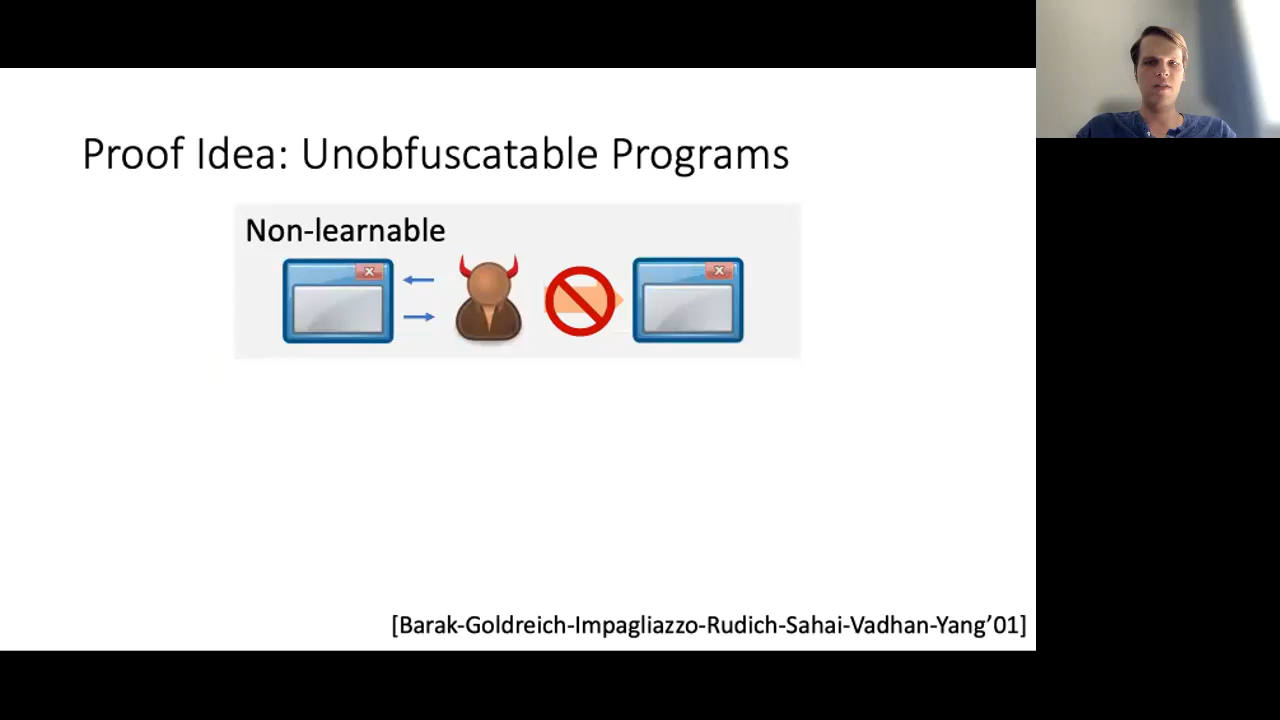 Proof Idea: Unobfuscatable Programs
Non-learnable
[Barak-Goldreich-Impagliazzo-Rudich-Sahai-Vadhan-Yang’01]